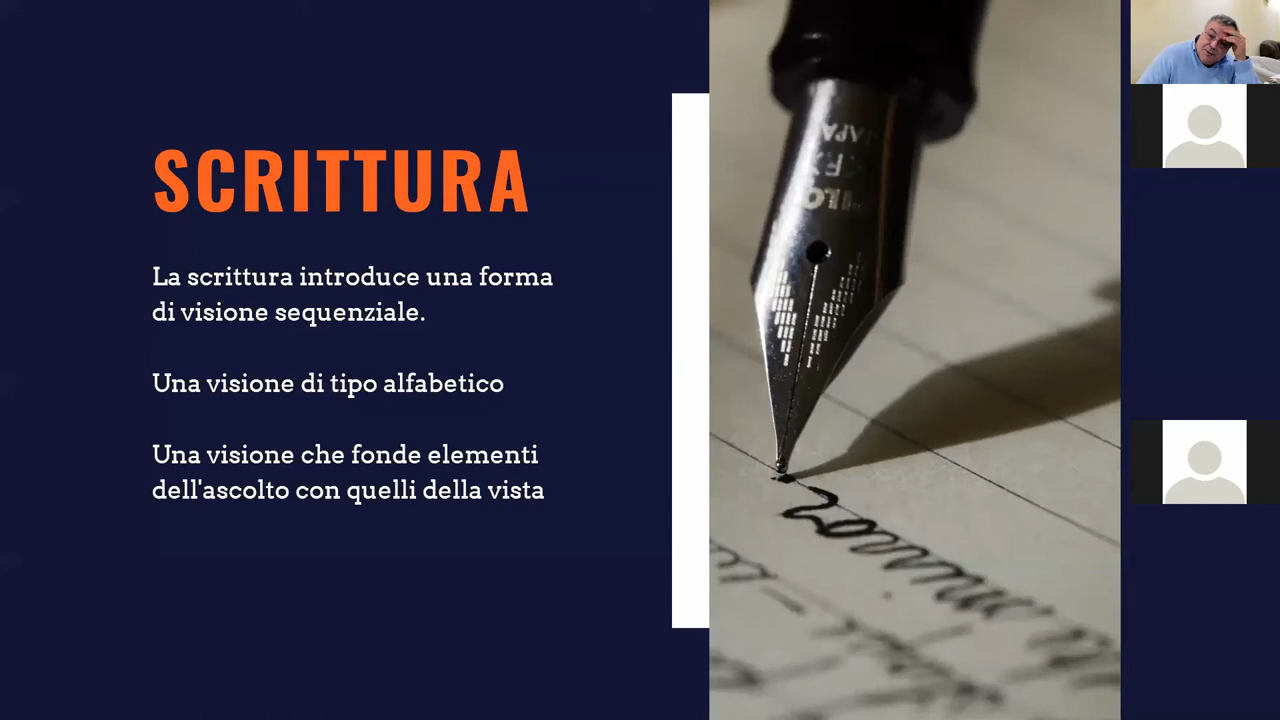 SCRITTURA
La scrittura introduce una forma
di visione sequenziale.
Una visione di tipo alfabetico
Una visione che fonde elementi
dell'ascolto con quelli della vista